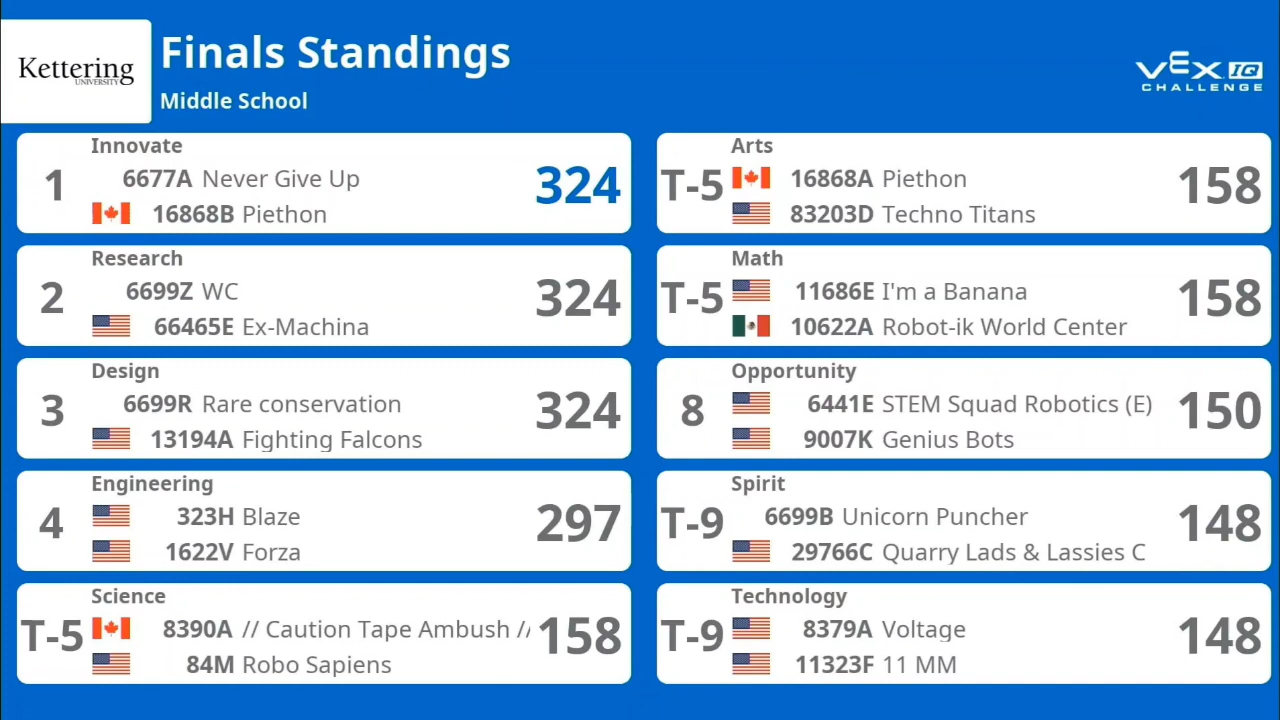 Kettering
UNIVERSITY
Finals Standings
Middle School
VEX IQ
CHALLENGE
Innovate
1
6677A Never Give Up
16868B Piethon
324
Research
2
6699Z WC
66465E Ex-Machina
324
Design
3
6699R Rare conservation
13194A Fighting Falcons
324
Engineering
4
323H Blaze
1622V Forza
297
Science
T-5
8390A // Caution Tape Ambush //
84M Robo Sapiens
158
Arts
T-5
16868A Piethon
83203D Techno Titans
158
Math
T-5
11686E I'm a Banana
10622A Robot-ik World Center
158
Opportunity
8
6441E STEM Squad Robotics (E)
9007K Genius Bots
150
Spirit
T-9
6699B Unicorn Puncher
29766C Quarry Lads & Lassies C
148
Technology
T-9
8379A Voltage
11323F 11 MM
148